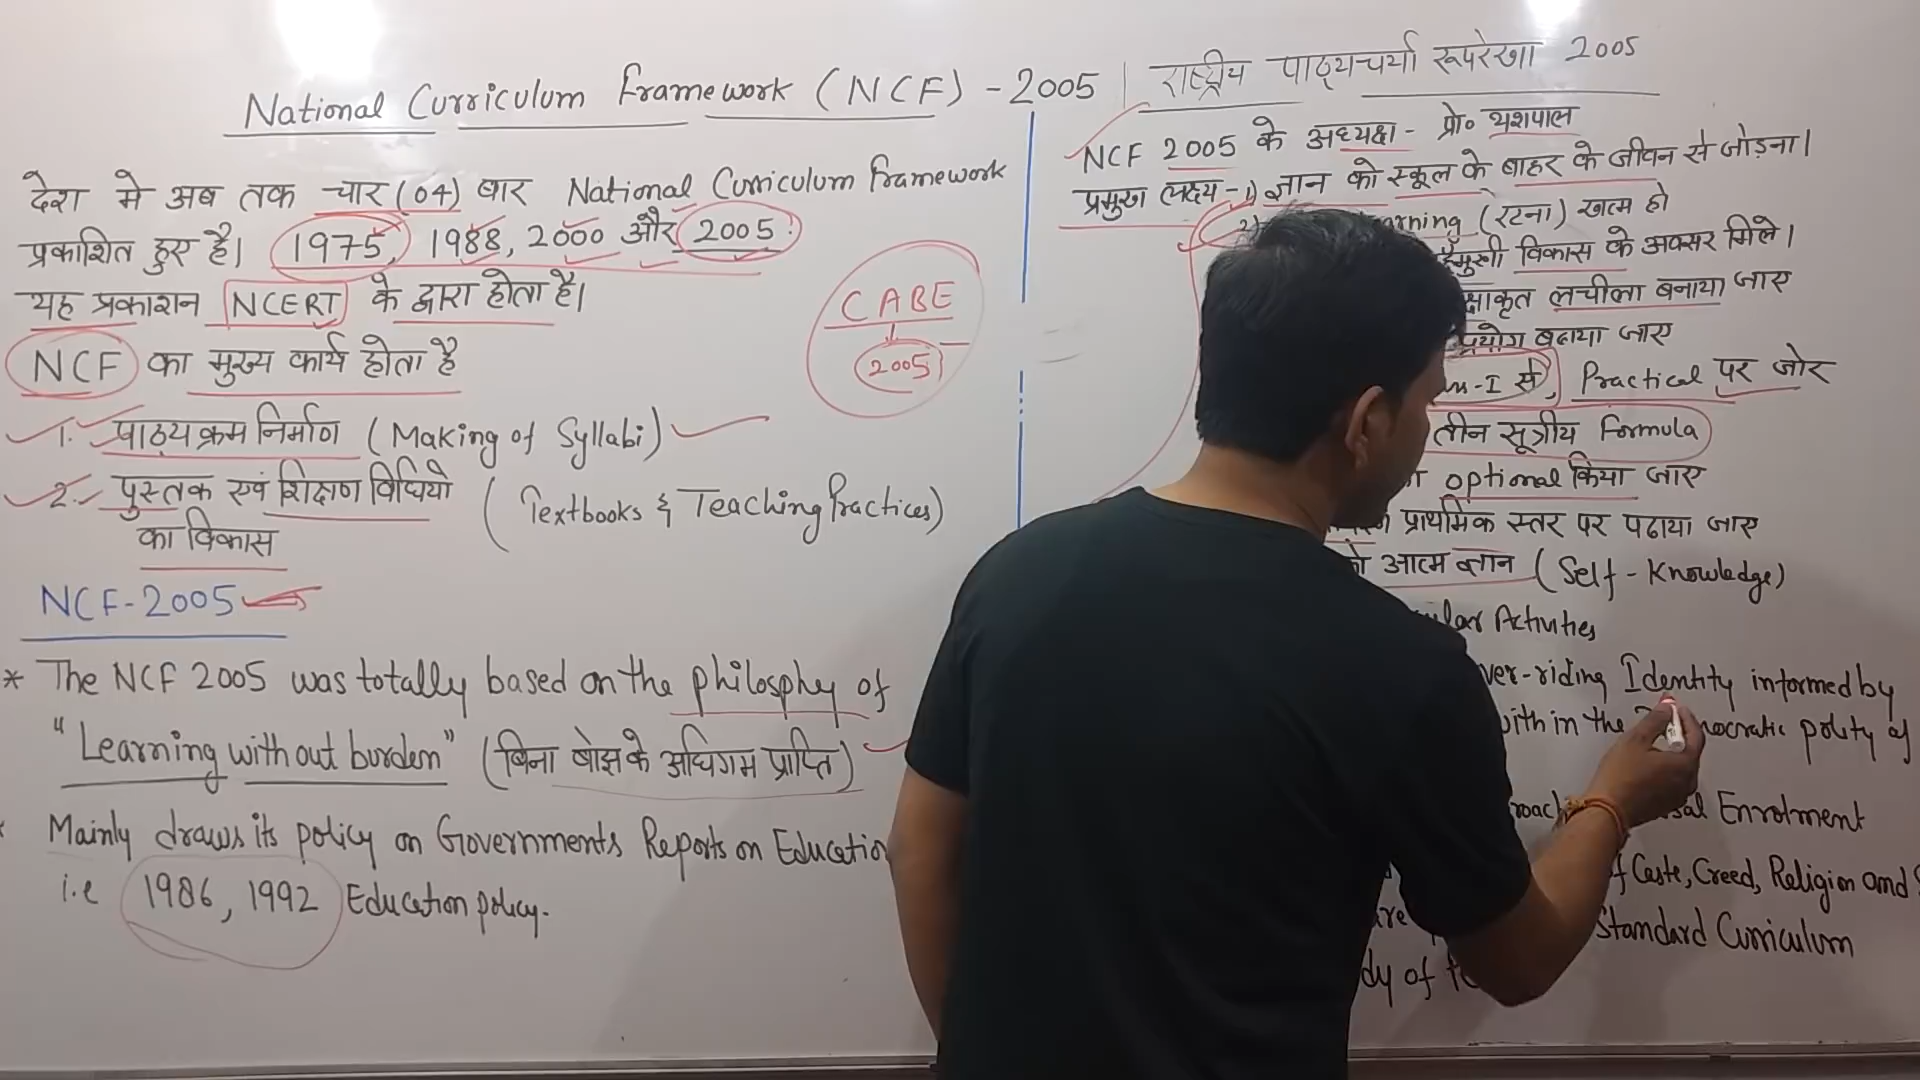 National Curriculum Framework (NCF) - 2005 | राष्ट्रीय पाठ्यचर्या रूपरेखा 2005
देश मे अब तक चार (04) बार National Curriculum Framework
प्रकाशित हुए है। 1975, 1988, 2000 और 2005.
यह प्रकाशन NCERT के द्वारा होता है।
NCF का मुख्य कार्य होता है
1. पाठ्यक्रम निर्माण (Making of Syllabi)
2. पुस्तक एवं शिक्षण विधियो (Textbooks & Teaching Practices)
का विकास
CABE
2005
NCF-2005
* The NCF 2005 was totally based on the philosphy of
"Learning without burden" (बिना बोझ के अधिगम प्राप्ति)
Mainly draws its policy on Governments Reports on Education
i.e 1986, 1992 Education policy.
NCF 2005 के अध्यक्ष - प्रो० यशपाल
प्रमुख लक्ष्य - 1) ज्ञान को स्कूल के बाहर के जीवन से जोड़ना।
2) (रटना) खत्म हो
विकास के अवसर मिले।
लचीला बनाया जाए
प्रयोग बढाया जाए
से, Practical पर जोर
तीन सूत्रीय Formula
optional किया जाए
प्राथमिक स्तर पर पढाया जाए
आत्म ज्ञान (Self-Knowledge)
Activities
Identity informed by
within the polity of
Enrolment
Caste, Creed, Religion and
Standard Curriculum
of